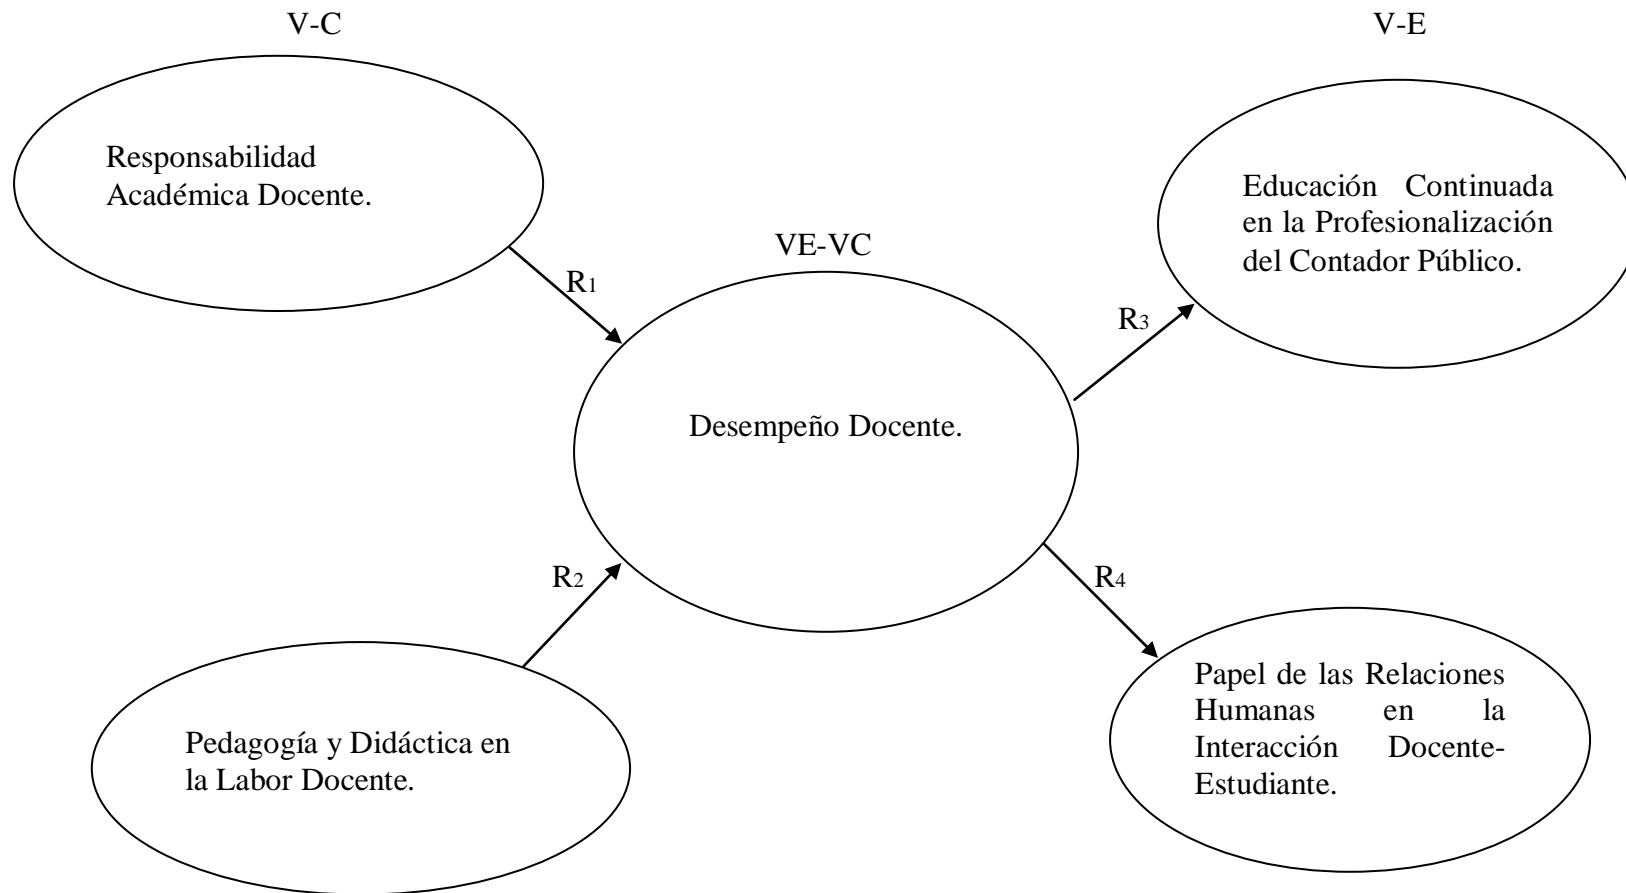 V-C
V-E
Responsabilidad
Académica Docente.
Educación Continuada
en la Profesionalización
del Contador Público.
VE-VC
R1
R3
Desempeño Docente.
R2
R4
Pedagogía y Didáctica en
la Labor Docente.
Papel de las Relaciones
Humanas en la
Interacción Docente-
Estudiante.